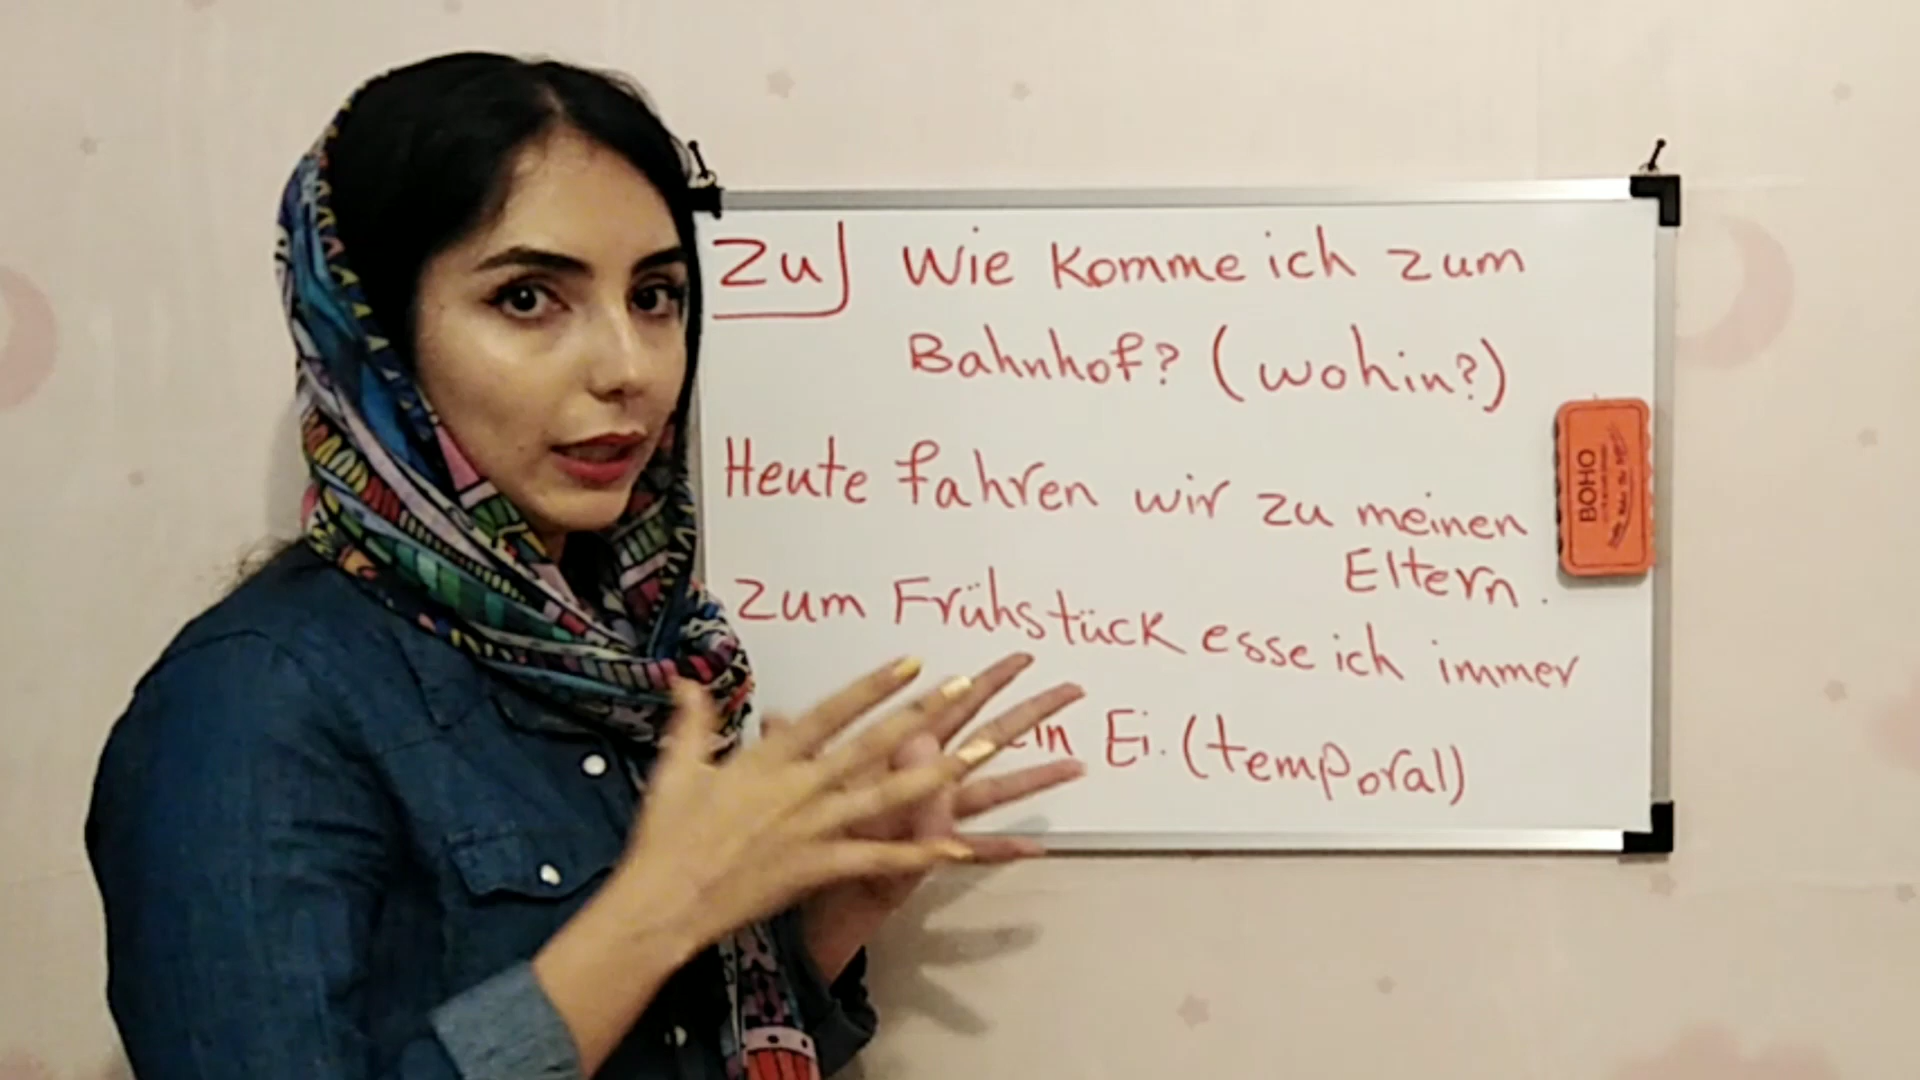 Zu Wie Komme ich zum
Bahnhof? (wohin?)
Heute fahren wir zu meinen
Eltern.
Zum Frühstück esse ich immer
Ei. (temporal)
BOHO